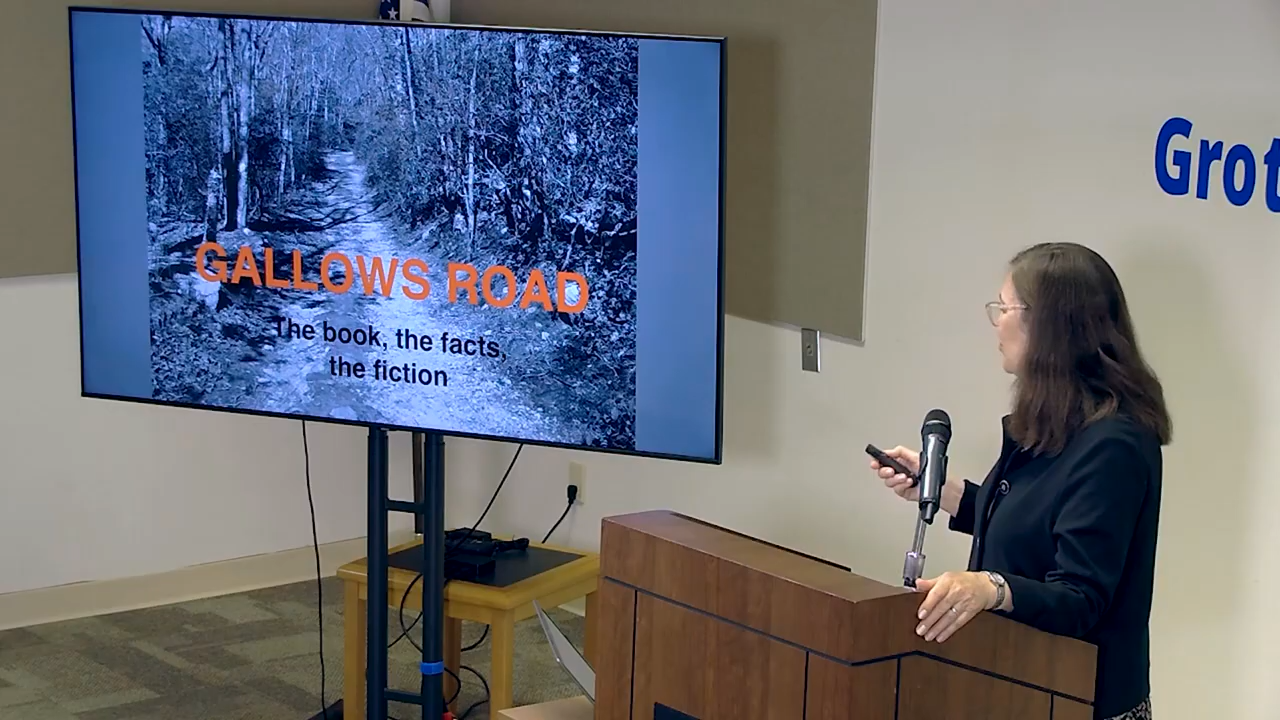 GALLOWS ROAD
The book, the facts,
the fiction
Grot